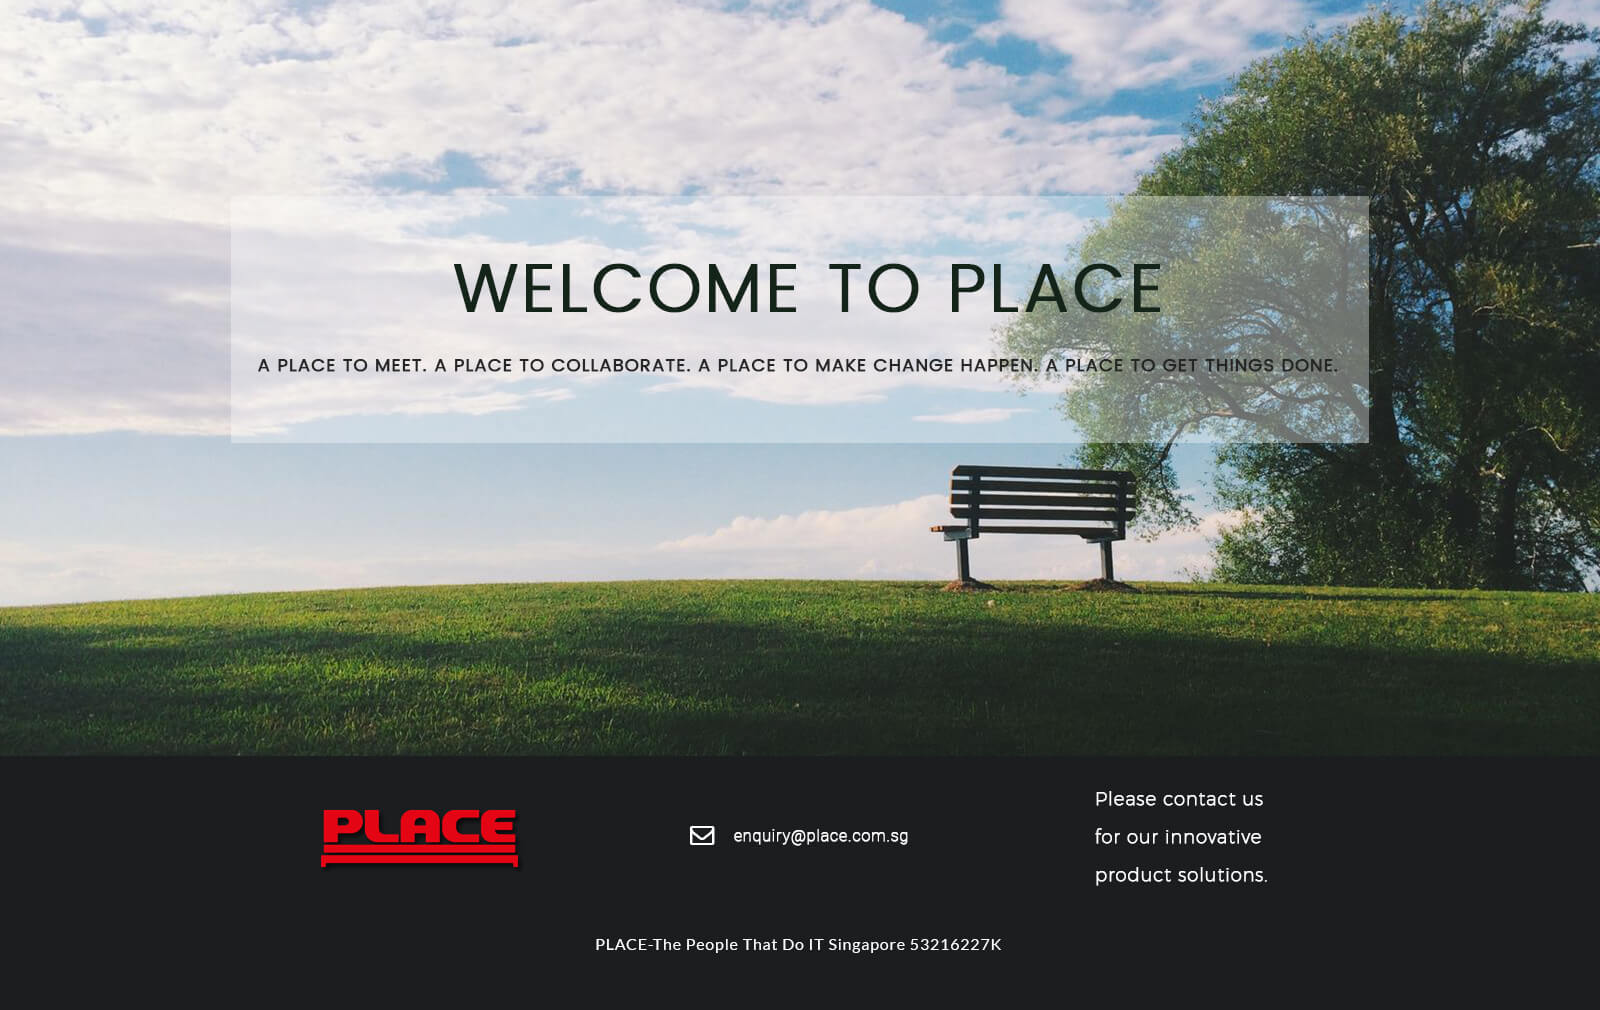 WELCOME TO PLACE
A PLACE TO MEET. A PLACE TO COLLABORATE. A PLACE TO MAKE CHANGE HAPPEN. A PLACE TO GET THINGS DONE.
PLACE
enquiry@place.com.sg
Please contact us
for our innovative
product solutions.
PLACE-The People That Do IT Singapore 53216227K